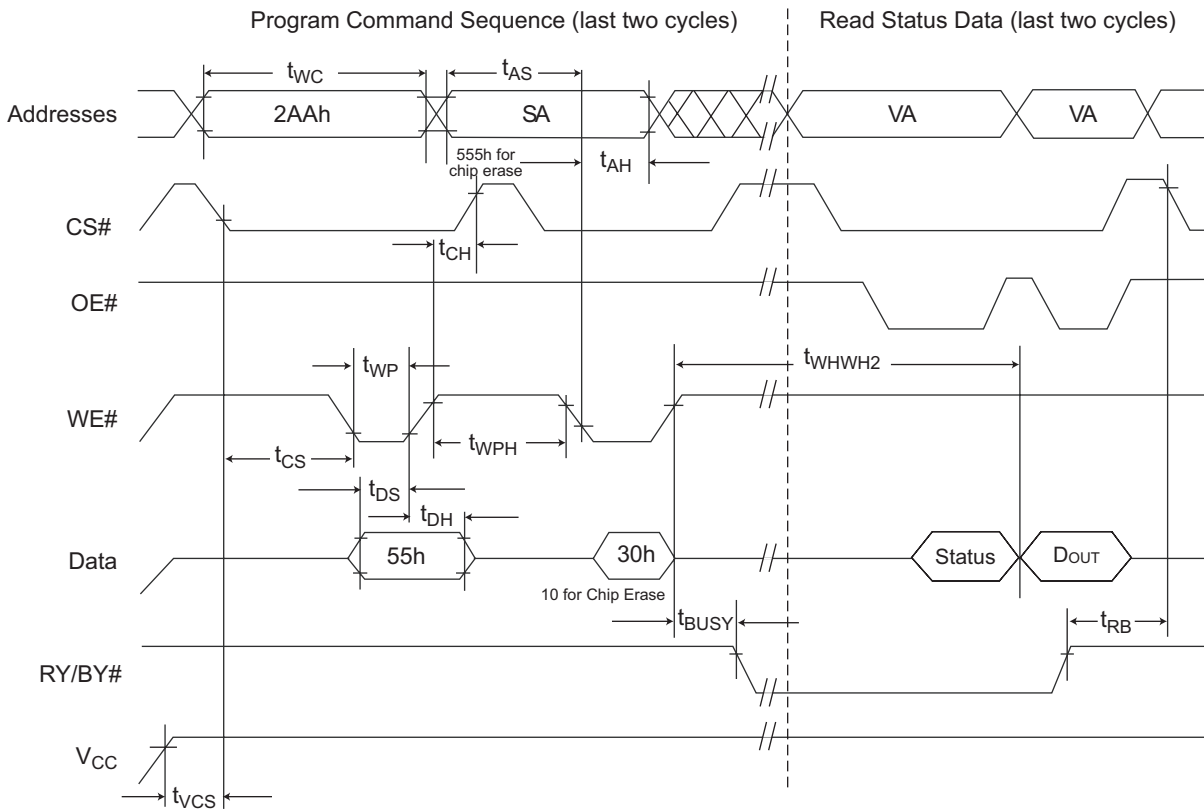 Program Command Sequence (last two cycles)
Read Status Data (last two cycles)
tWC
tAS
Addresses
2AAh
SA
VA
VA
555h for
chip erase
tAH
CS#
tCH
OE#
tWP
tWHWH2
WE#
tWPH
tCS
tDS
tDH
Data
55h
30h
Status
DOUT
10 for Chip Erase
tBUSY
tRB
RY/BY#
VCC
tVCS